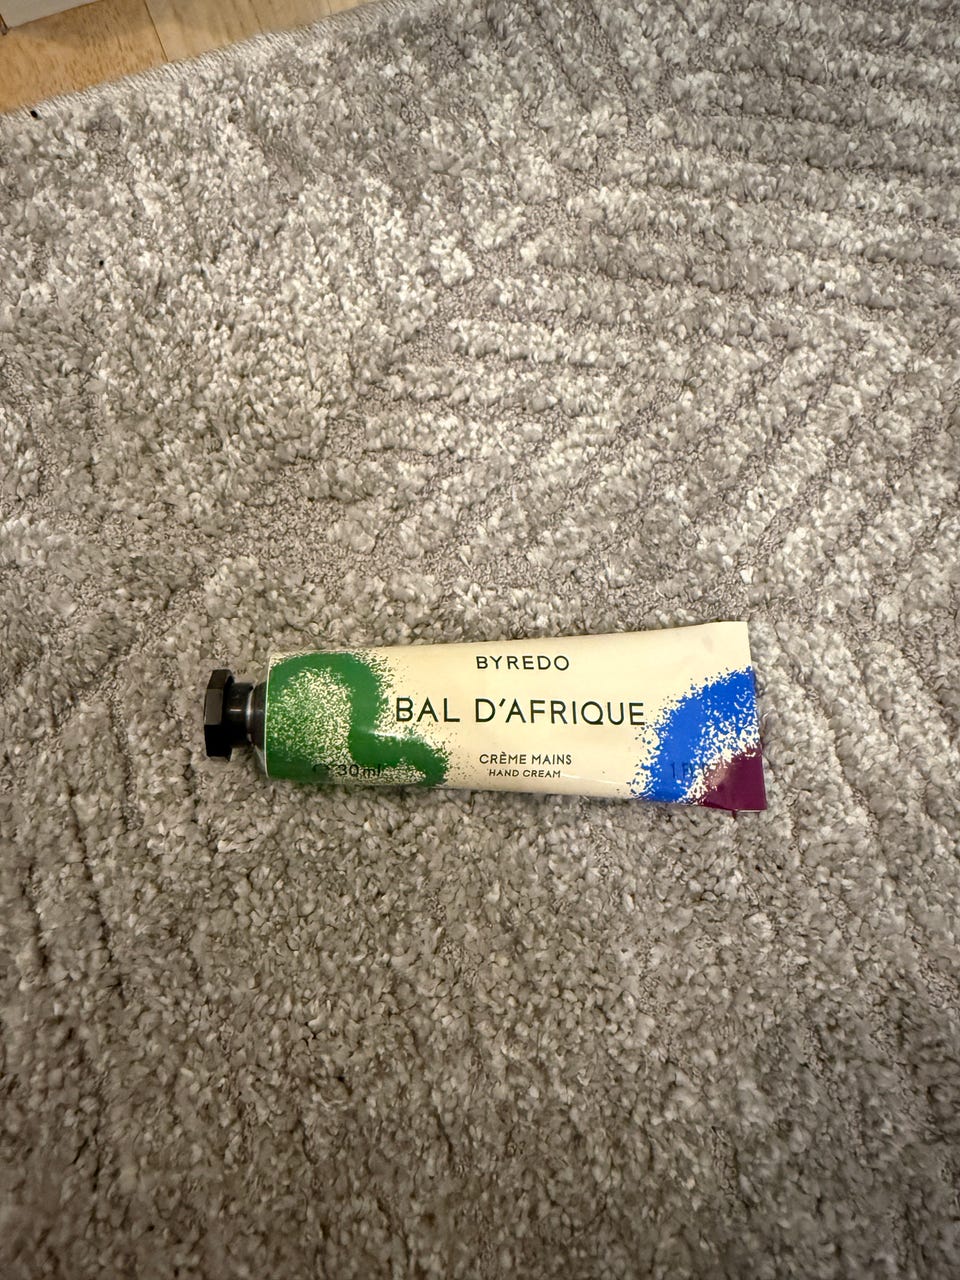 BYREDO
BAL D'AFRIQUE
CRÈME MAINS
HAND CREAM
30 ml